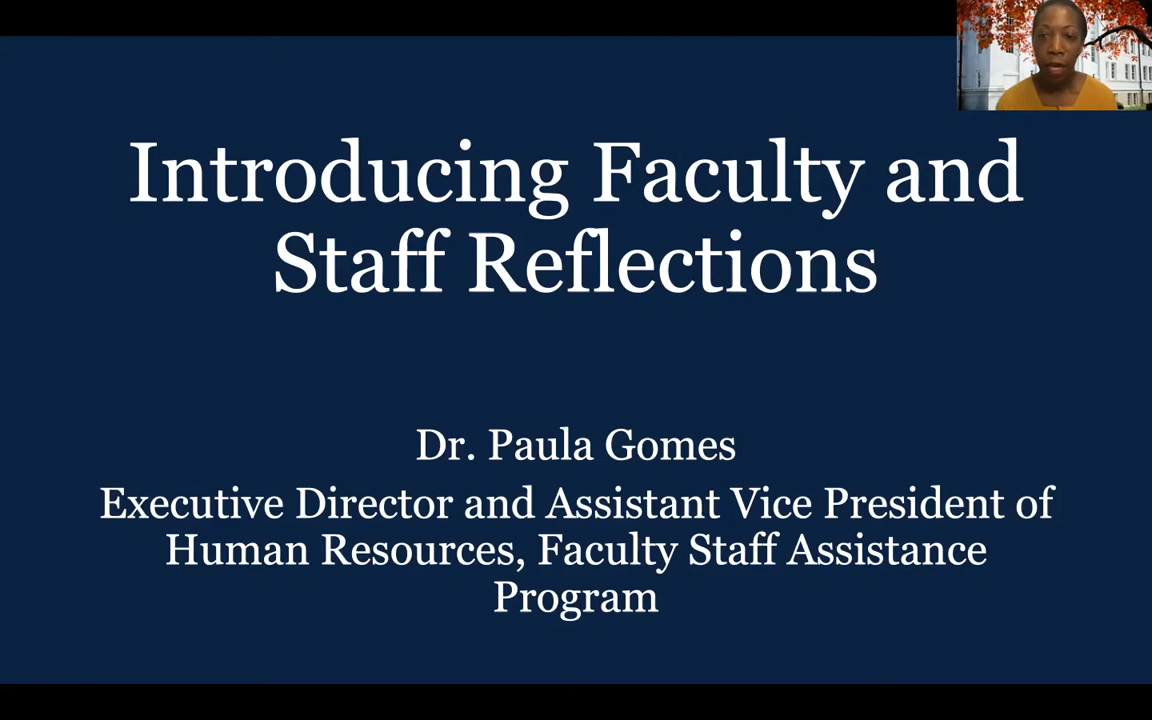 Introducing Faculty and
Staff Reflections
Dr. Paula Gomes
Executive Director and Assistant Vice President of
Human Resources, Faculty Staff Assistance
Program